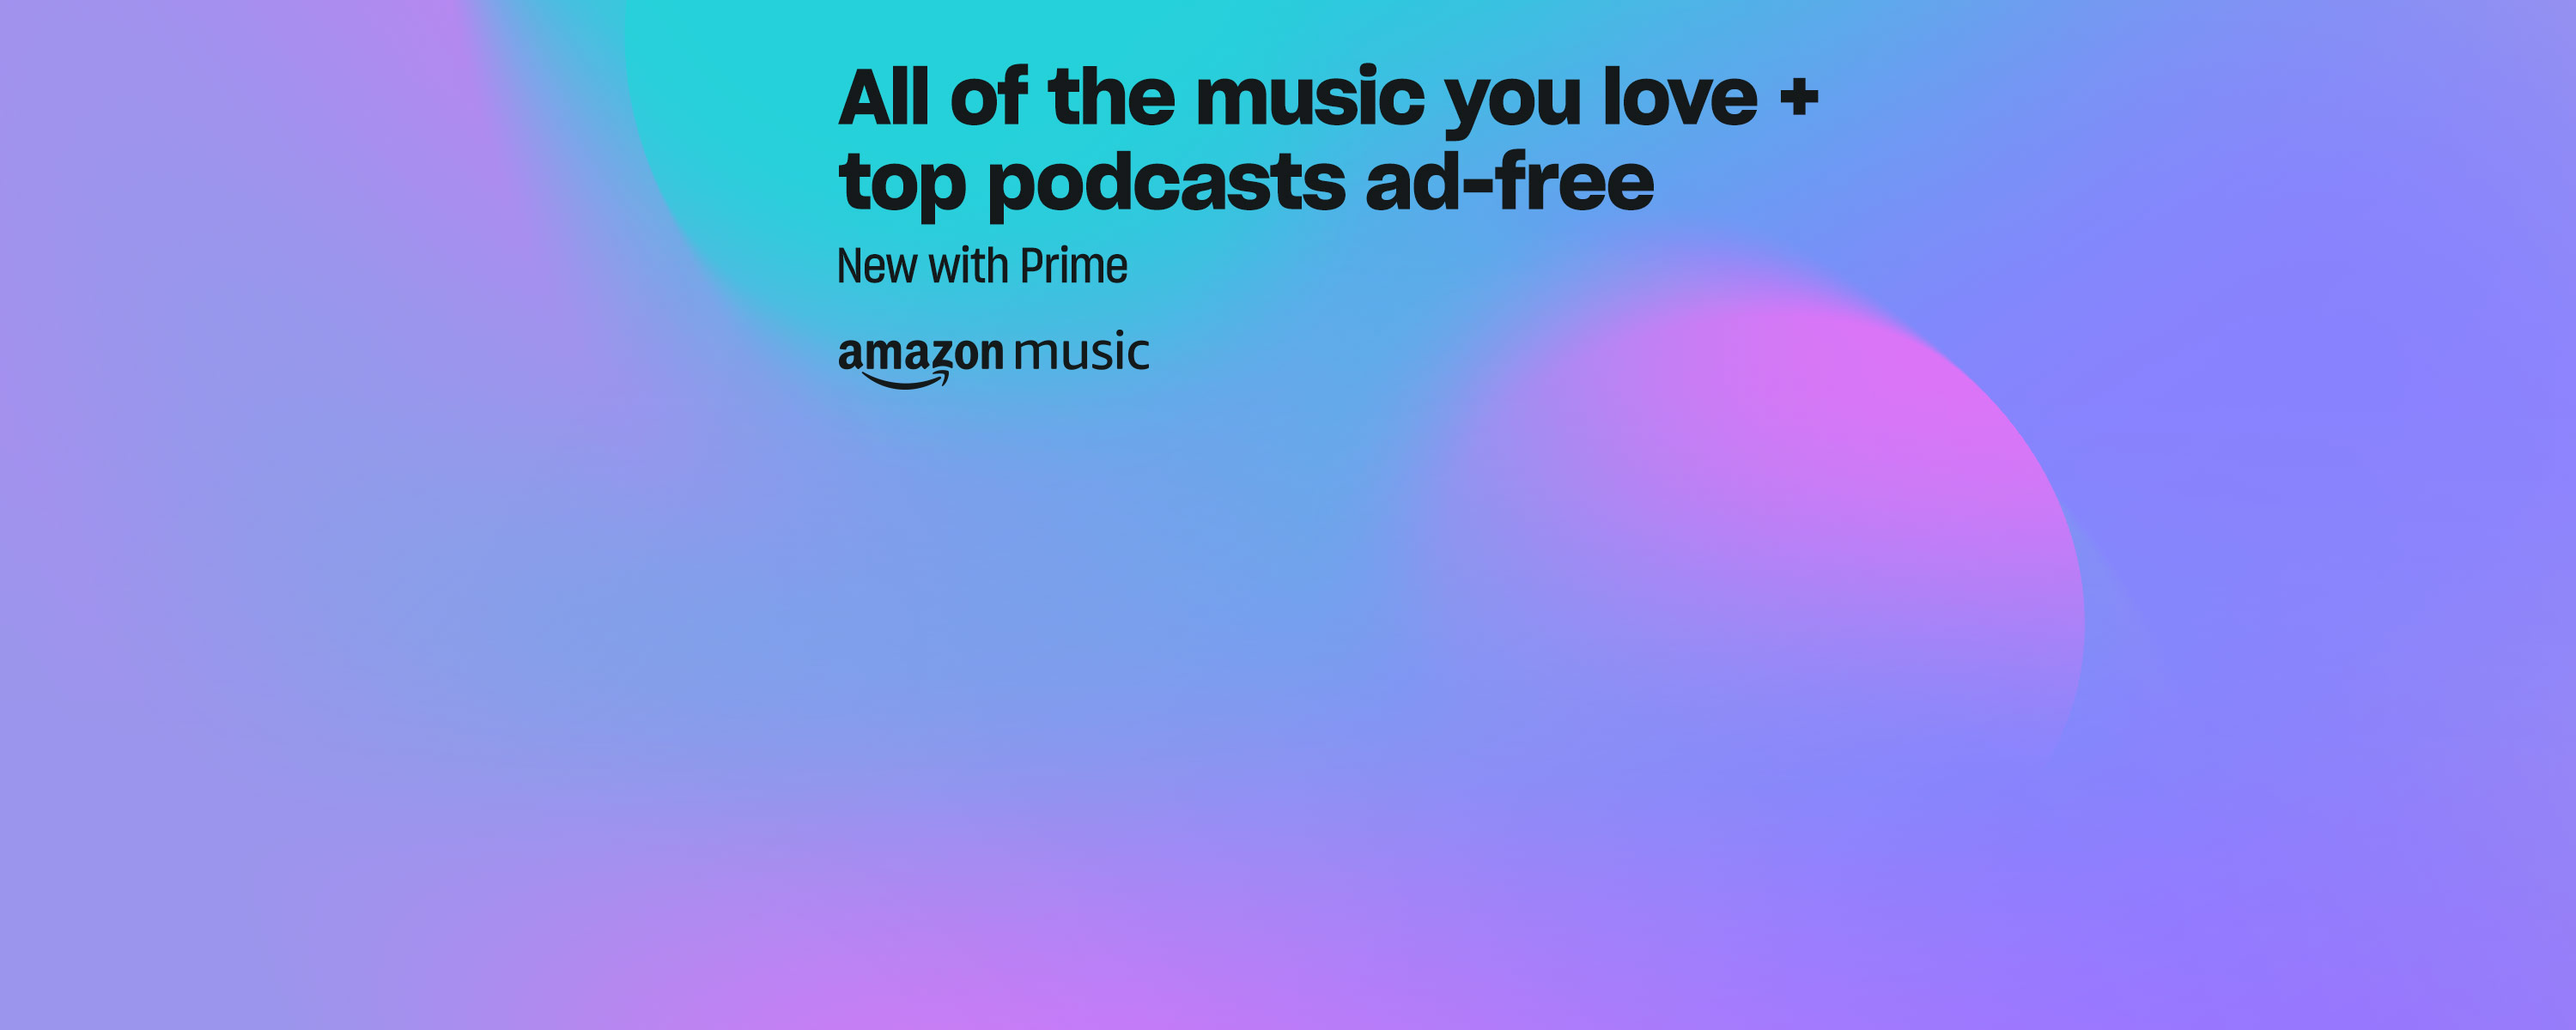 All of the music you love +
top podcasts ad-free
New with Prime
amazon music